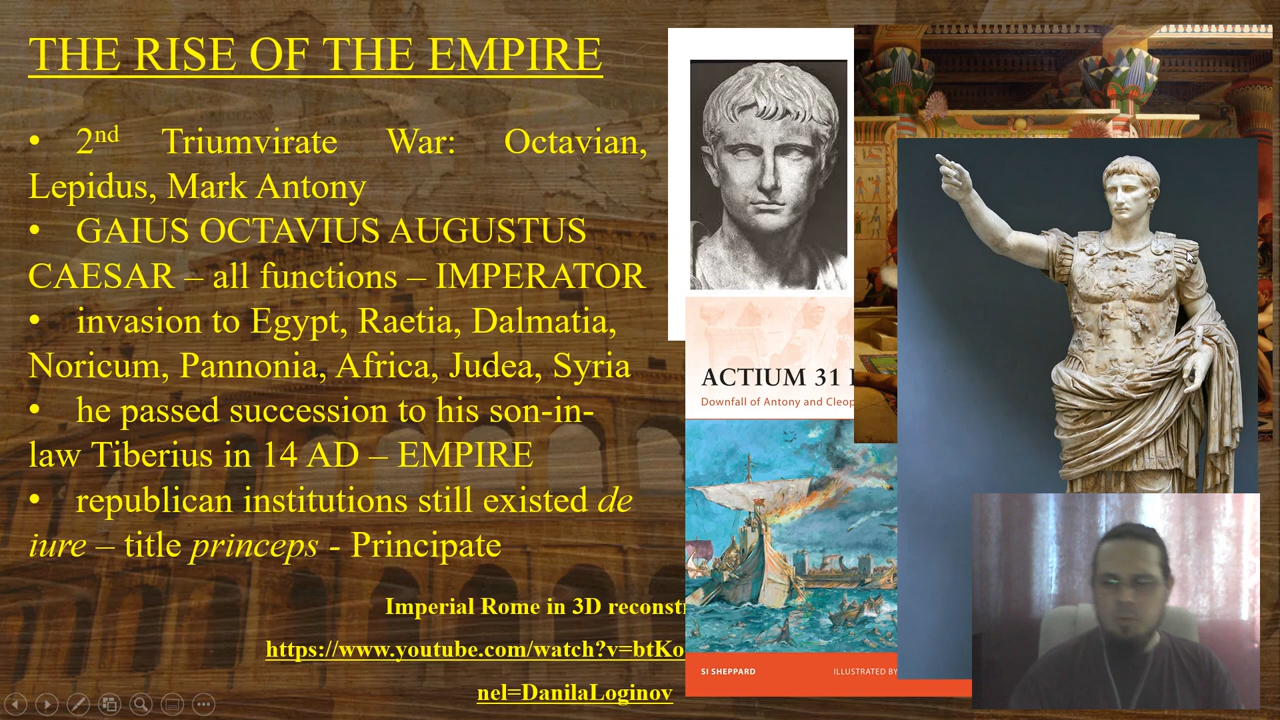 THE RISE OF THE EMPIRE
• 2nd Triumvirate War: Octavian,
Lepidus, Mark Antony
• GAIUS OCTAVIUS AUGUSTUS
CAESAR – all functions – IMPERATOR
• invasion to Egypt, Raetia, Dalmatia,
Noricum, Pannonia, Africa, Judea, Syria
• he passed succession to his son-in-
law Tiberius in 14 AD – EMPIRE
• republican institutions still existed de
iure – title princeps - Principate
Imperial Rome in 3D reconst
https://www.youtube.com/watch?v=btKo
nel=DanilaLoginov
ACTIUM 31
Downfall of Antony and Cleop
SI SHEPPARD
ILLUSTRATED BY